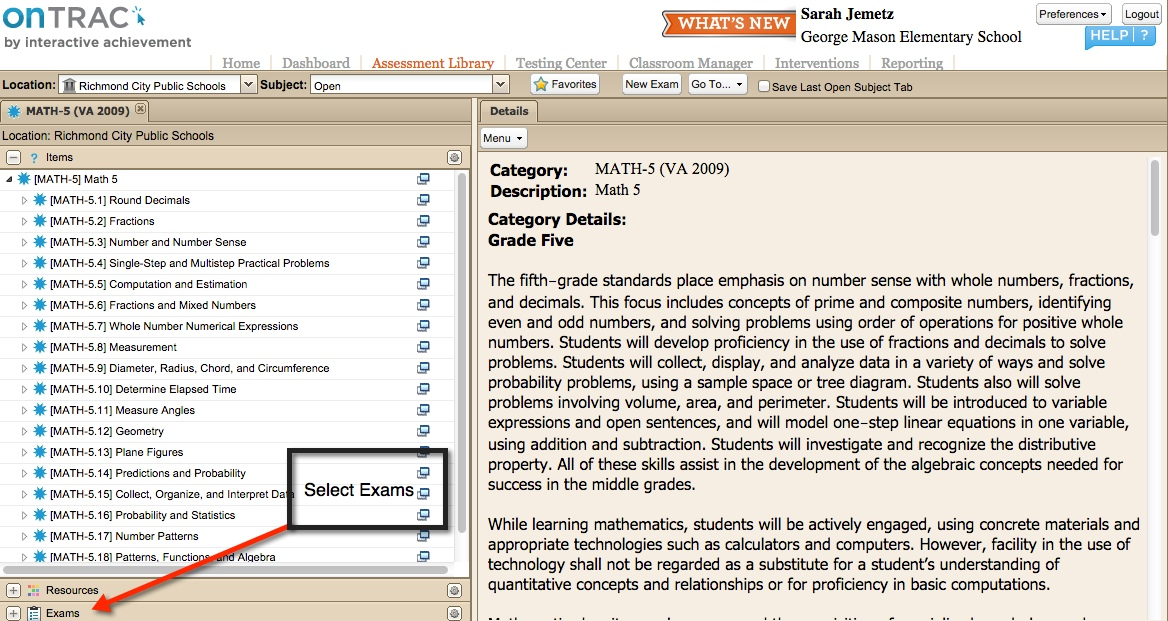 onTRAC
by interactive achievement
WHAT'S NEW
Sarah Jemetz
George Mason Elementary School
Preferences
Logout
HELP ?
Home Dashboard Assessment Library Testing Center Classroom Manager Interventions Reporting
Location: Richmond City Public Schools Subject: Open Favorites New Exam Go To... Save Last Open Subject Tab
MATH-5 (VA 2009)
Location: Richmond City Public Schools
? Items
[MATH-5] Math 5
[MATH-5.1] Round Decimals
[MATH-5.2] Fractions
[MATH-5.3] Number and Number Sense
[MATH-5.4] Single-Step and Multistep Practical Problems
[MATH-5.5] Computation and Estimation
[MATH-5.6] Fractions and Mixed Numbers
[MATH-5.7] Whole Number Numerical Expressions
[MATH-5.8] Measurement
[MATH-5.9] Diameter, Radius, Chord, and Circumference
[MATH-5.10] Determine Elapsed Time
[MATH-5.11] Measure Angles
[MATH-5.12] Geometry
[MATH-5.13] Plane Figures
[MATH-5.14] Predictions and Probability
[MATH-5.15] Collect, Organize, and Interpret Data
[MATH-5.16] Probability and Statistics
[MATH-5.17] Number Patterns
[MATH-5.18] Patterns, Functions, and Algebra
Select Exams
Resources
Exams
Details
Menu
Category: MATH-5 (VA 2009)
Description: Math 5
Category Details:
Grade Five
The fifth-grade standards place emphasis on number sense with whole numbers, fractions,
and decimals. This focus includes concepts of prime and composite numbers, identifying
even and odd numbers, and solving problems using order of operations for positive whole
numbers. Students will develop proficiency in the use of fractions and decimals to solve
problems. Students will collect, display, and analyze data in a variety of ways and solve
probability problems, using a sample space or tree diagram. Students also will solve
problems involving volume, area, and perimeter. Students will be introduced to variable
expressions and open sentences, and will model one-step linear equations in one variable,
using addition and subtraction. Students will investigate and recognize the distributive
property. All of these skills assist in the development of the algebraic concepts needed for
success in the middle grades.
While learning mathematics, students will be actively engaged, using concrete materials and
appropriate technologies such as calculators and computers. However, facility in the use of
technology shall not be regarded as a substitute for a student's understanding of
quantitative concepts and relationships or for proficiency in basic computations.